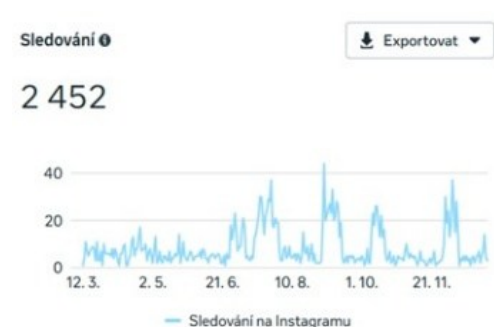 Sledování
Exportovat
2 452
40
20
0
12. 3. 2. 5. 21. 6. 10. 8. 1. 10. 21. 11.
Sledování na Instagramu